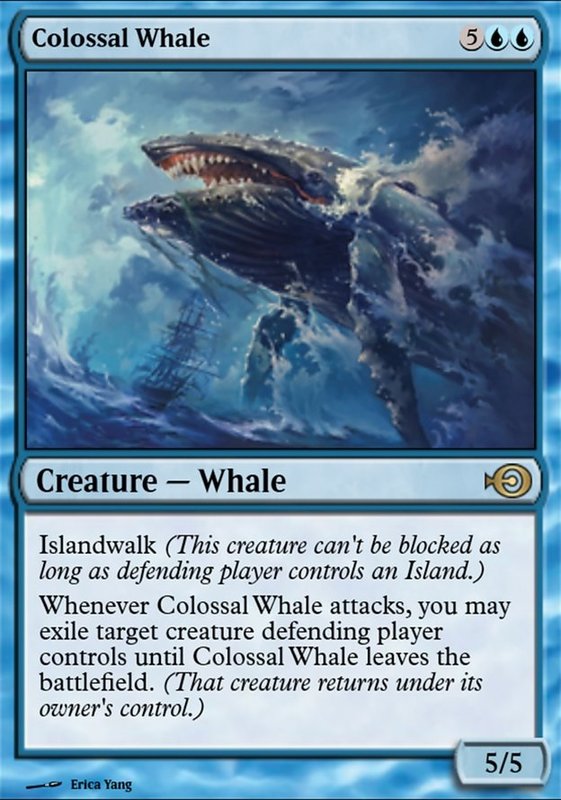 Colossal Whale 5
Creature — Whale
Islandwalk (This creature can't be blocked as
long as defending player controls an Island.)
Whenever Colossal Whale attacks, you may
exile target creature defending player
controls until Colossal Whale leaves the
battlefield. (That creature returns under its
owner's control.)
5/5
Erica Yang